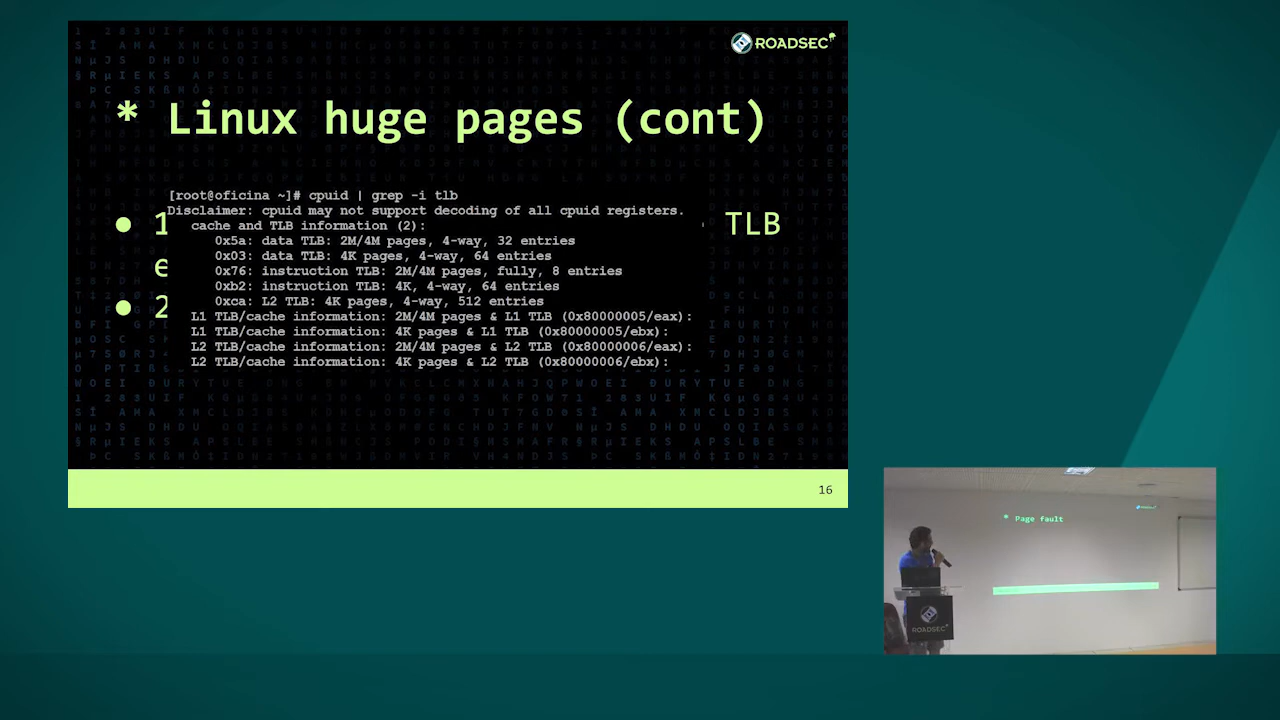 ROADSEC
* Linux huge pages (cont)
[root@oficina ~]# cpuid | grep -i tlb
Disclaimer: cpuid may not support decoding of all cpuid registers.
cache and TLB information (2):
0x5a: data TLB: 2M/4M pages, 4-way, 32 entries
0x03: data TLB: 4K pages, 4-way, 64 entries
0x76: instruction TLB: 2M/4M pages, fully, 8 entries
0xb2: instruction TLB: 4K, 4-way, 64 entries
0xca: L2 TLB: 4K pages, 4-way, 512 entries
L1 TLB/cache information: 2M/4M pages & L1 TLB (0x80000005/eax):
L1 TLB/cache information: 4K pages & L1 TLB (0x80000005/ebx):
L2 TLB/cache information: 2M/4M pages & L2 TLB (0x80000006/eax):
L2 TLB/cache information: 4K pages & L2 TLB (0x80000006/ebx):
● 1 TLB
e
● 2
16
* Page fault
ROADSEC